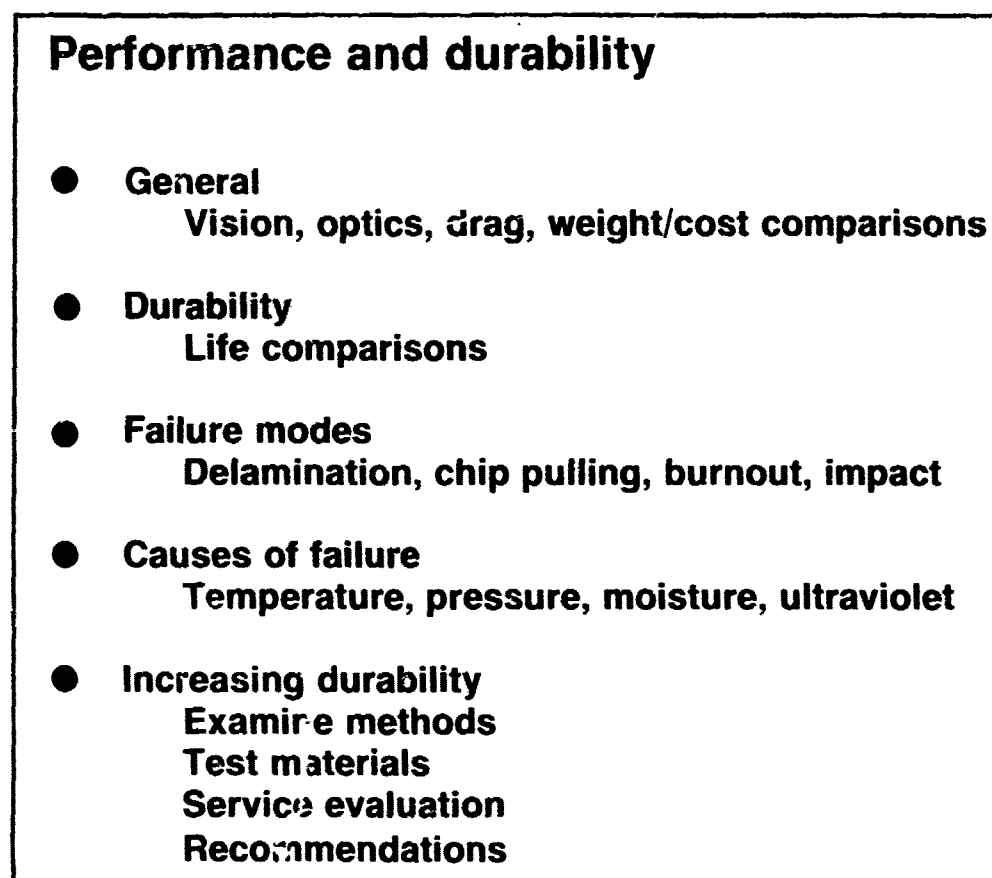 Performance and durability
● General
Vision, optics, drag, weight/cost comparisons
● Durability
Life comparisons
● Failure modes
Delamination, chip pulling, burnout, impact
● Causes of failure
Temperature, pressure, moisture, ultraviolet
● Increasing durability
Examine methods
Test materials
Service evaluation
Recommendations